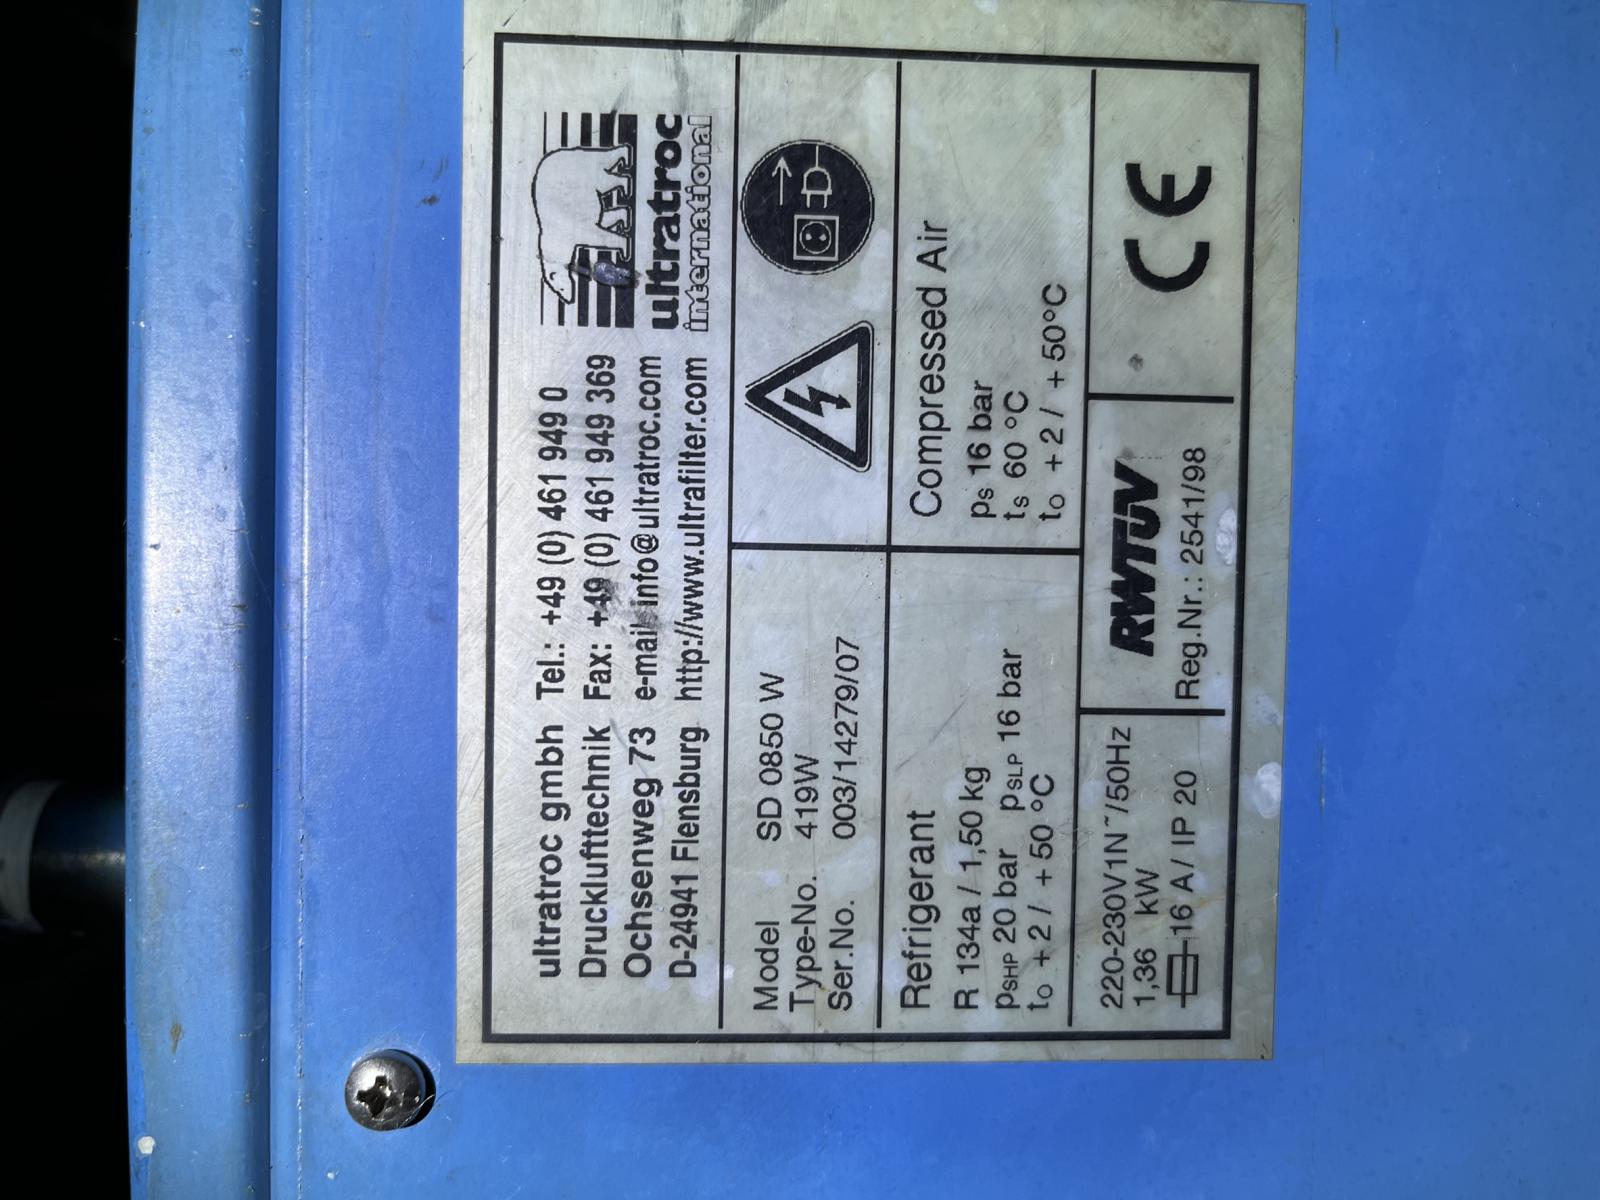 ultratroc gmbh Tel.: +49 (0) 461 949 0
Drucklufttechnik Fax: +49 (0) 461 949 369
Ochsenweg 73 e-mail info@ultratroc.com
D-24941 Flensburg http://www.ultrafilter.com
ultratroc
international
Model SD 0850 W
Type-No. 419W
Ser.No. 003/14279/07
Refrigerant
R 134a / 1,50 kg
pSHP 20 bar pSLP 16 bar
to + 2 / + 50 °C
Compressed Air
ps 16 bar
ts 60 °C
to + 2 / + 50°C
220-230V1N~/50Hz
1,36 kW
16 A / IP 20
RWTÜV
Reg.Nr.: 2541/98
CE